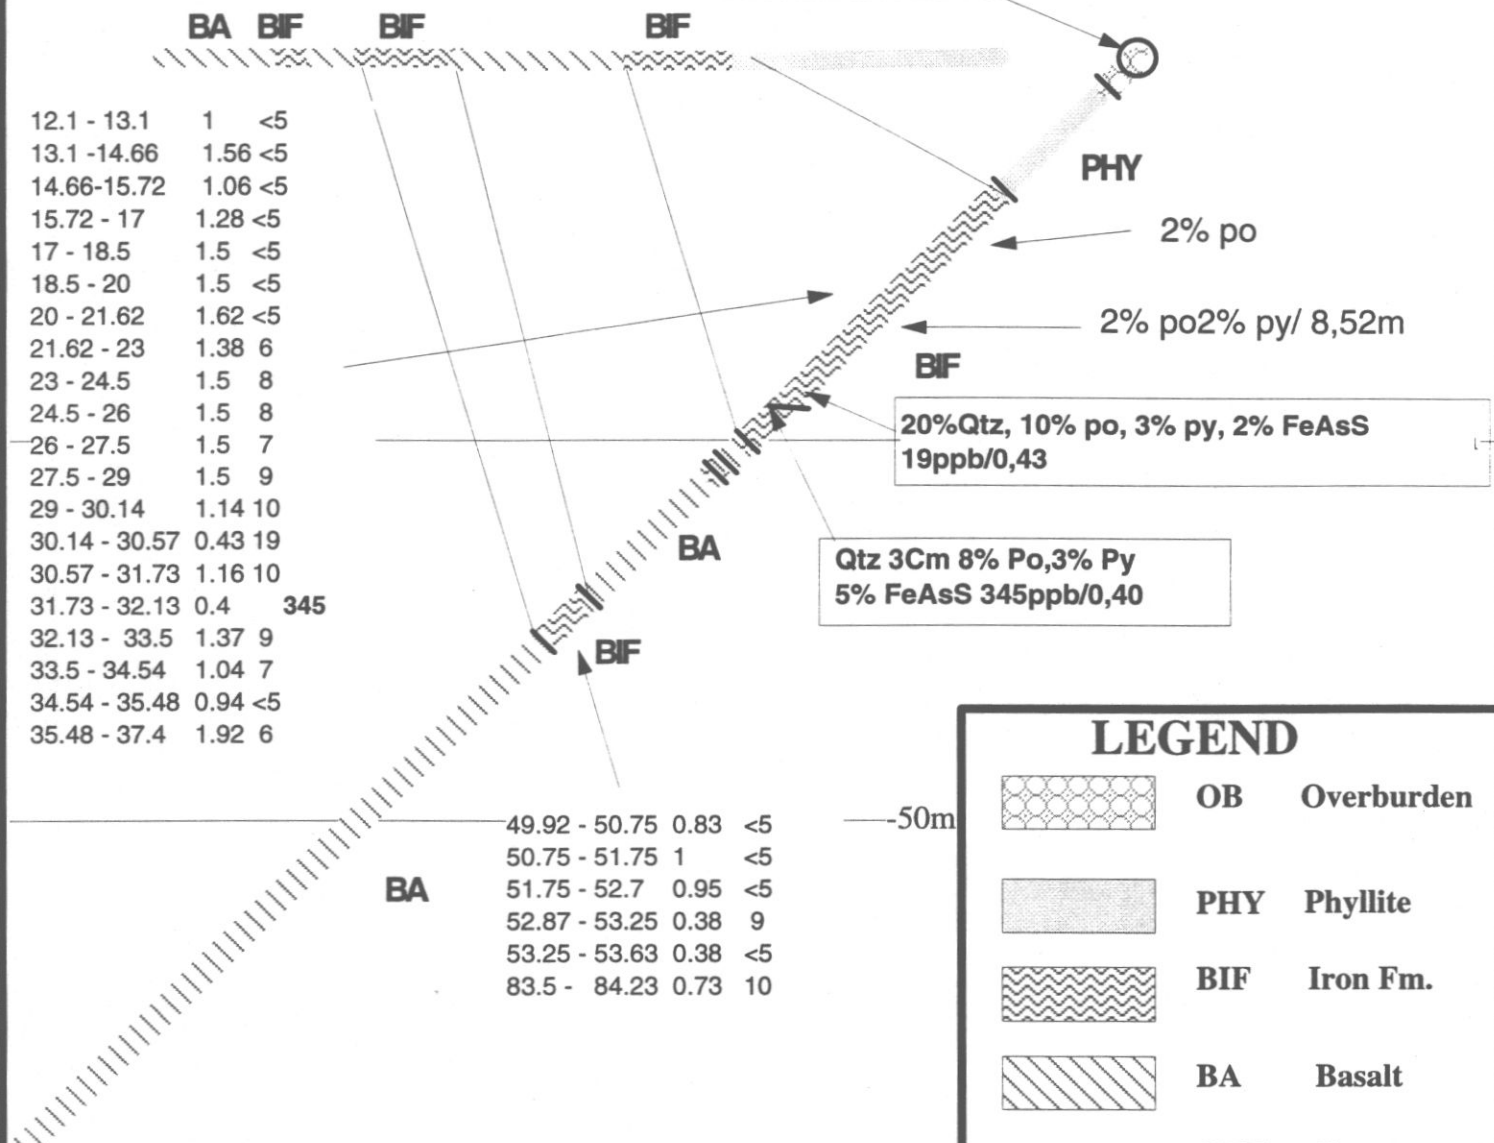 BA BIF BIF BIF
12.1 - 13.1 1 <5
13.1 -14.66 1.56 <5
14.66-15.72 1.06 <5
15.72 - 17 1.28 <5
17 - 18.5 1.5 <5
18.5 - 20 1.5 <5
20 - 21.62 1.62 <5
21.62 - 23 1.38 6
23 - 24.5 1.5 8
24.5 - 26 1.5 8
26 - 27.5 1.5 7
27.5 - 29 1.5 9
29 - 30.14 1.14 10
30.14 - 30.57 0.43 19
30.57 - 31.73 1.16 10
31.73 - 32.13 0.4 345
32.13 - 33.5 1.37 9
33.5 - 34.54 1.04 7
34.54 - 35.48 0.94 <5
35.48 - 37.4 1.92 6
PHY
2% po
2% po2% py/ 8,52m
BIF
20%Qtz, 10% po, 3% py, 2% FeAsS
19ppb/0,43
BA
Qtz 3Cm 8% Po,3% Py
5% FeAsS 345ppb/0,40
BIF
BA
49.92 - 50.75 0.83 <5
50.75 - 51.75 1 <5
51.75 - 52.7 0.95 <5
52.87 - 53.25 0.38 9
53.25 - 53.63 0.38 <5
83.5 - 84.23 0.73 10
-50m
LEGEND
OB Overburden
PHY Phyllite
BIF Iron Fm.
BA Basalt